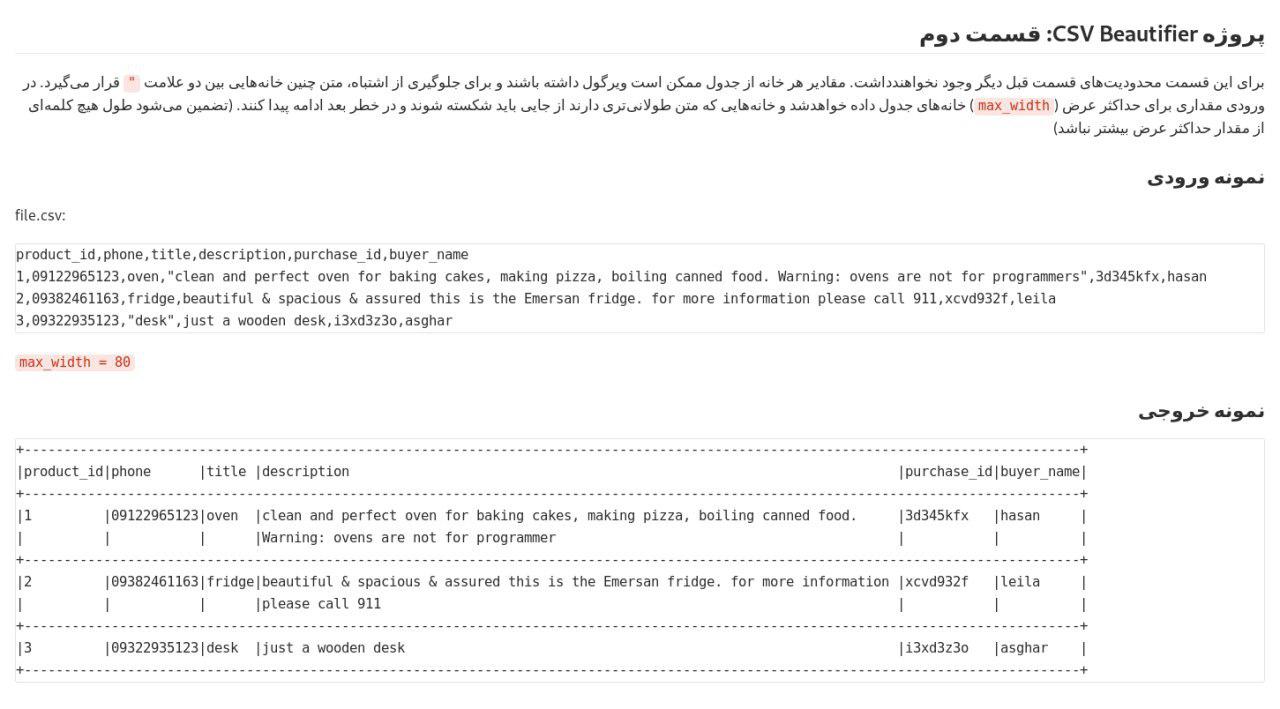 پروژه CSV Beautifier: قسمت دوم
برای این قسمت محدودیت‌های قسمت قبل دیگر وجود نخواهندداشت. مقادیر هر خانه از جدول ممکن است ویرگول داشته باشند و برای جلوگیری از اشتباه، متن چنین خانه‌هایی بین دو علامت " قرار می‌گیرد. در
ورودی مقداری برای حداکثر عرض (max_width) خانه‌های جدول داده خواهدشد و خانه‌هایی که متن طولانی‌تری دارند از جایی باید شکسته شوند و در خطر بعد ادامه پیدا کنند. (تضمین می‌شود طول هیچ کلمه‌ای
از مقدار حداکثر عرض بیشتر نباشد)
نمونه ورودی
file.csv:
product_id,phone,title,description,purchase_id,buyer_name
1,09122965123,oven,"clean and perfect oven for baking cakes, making pizza, boiling canned food. Warning: ovens are not for programmers",3d345kfx,hasan
2,09382461163,fridge,beautiful & spacious & assured this is the Emersan fridge. for more information please call 911,xcvd932f,leila
3,09322935123,"desk",just a wooden desk,i3xd3z3o,asghar
max_width = 80
نمونه خروجی
+-------------------------------------------------------------------------------------------------------------------------------------+
|product_id|phone      |title |description                                                                     |purchase_id|buyer_name|
+-------------------------------------------------------------------------------------------------------------------------------------+
|1         |09122965123|oven  |clean and perfect oven for baking cakes, making pizza, boiling canned food.     |3d345kfx   |hasan     |
|          |           |      |Warning: ovens are not for programmer                                           |           |          |
+-------------------------------------------------------------------------------------------------------------------------------------+
|2         |09382461163|fridge|beautiful & spacious & assured this is the Emersan fridge. for more information |xcvd932f   |leila     |
|          |           |      |please call 911                                                                 |           |          |
+-------------------------------------------------------------------------------------------------------------------------------------+
|3         |09322935123|desk  |just a wooden desk                                                              |i3xd3z3o   |asghar    |
+-------------------------------------------------------------------------------------------------------------------------------------+